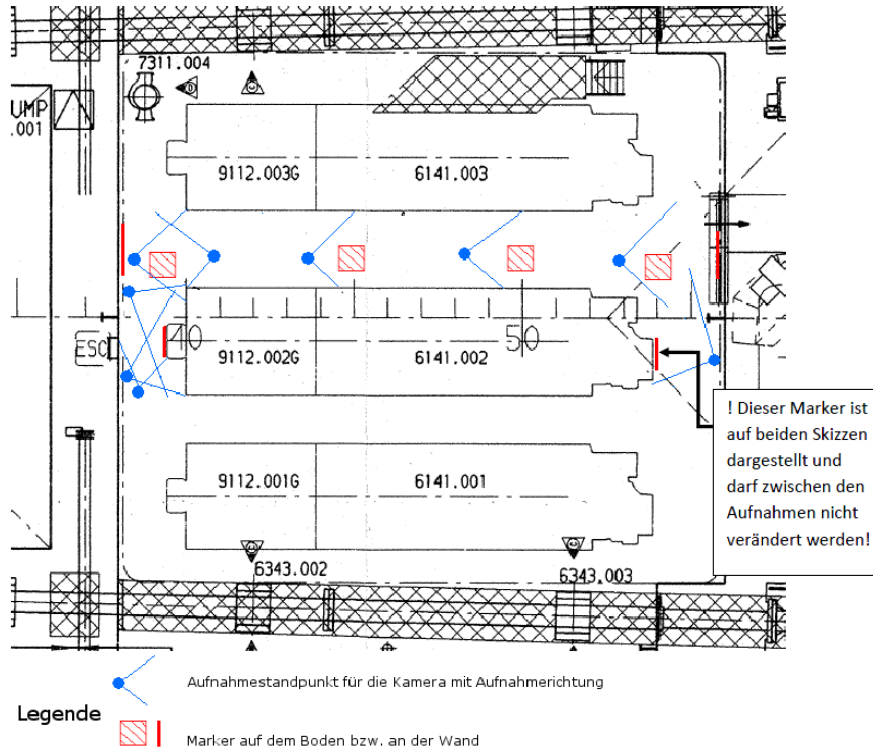 7311.004
UMP
.001
9112.003G
6141.003
ESC
40
50
9112.002G
6141.002
! Dieser Marker ist
auf beiden Skizzen
dargestellt und
darf zwischen den
Aufnahmen nicht
verändert werden!
9112.001G
6141.001
6343.002
6343.003
Aufnahmestandpunkt für die Kamera mit Aufnahmerichtung
Legende
Marker auf dem Boden bzw. an der Wand